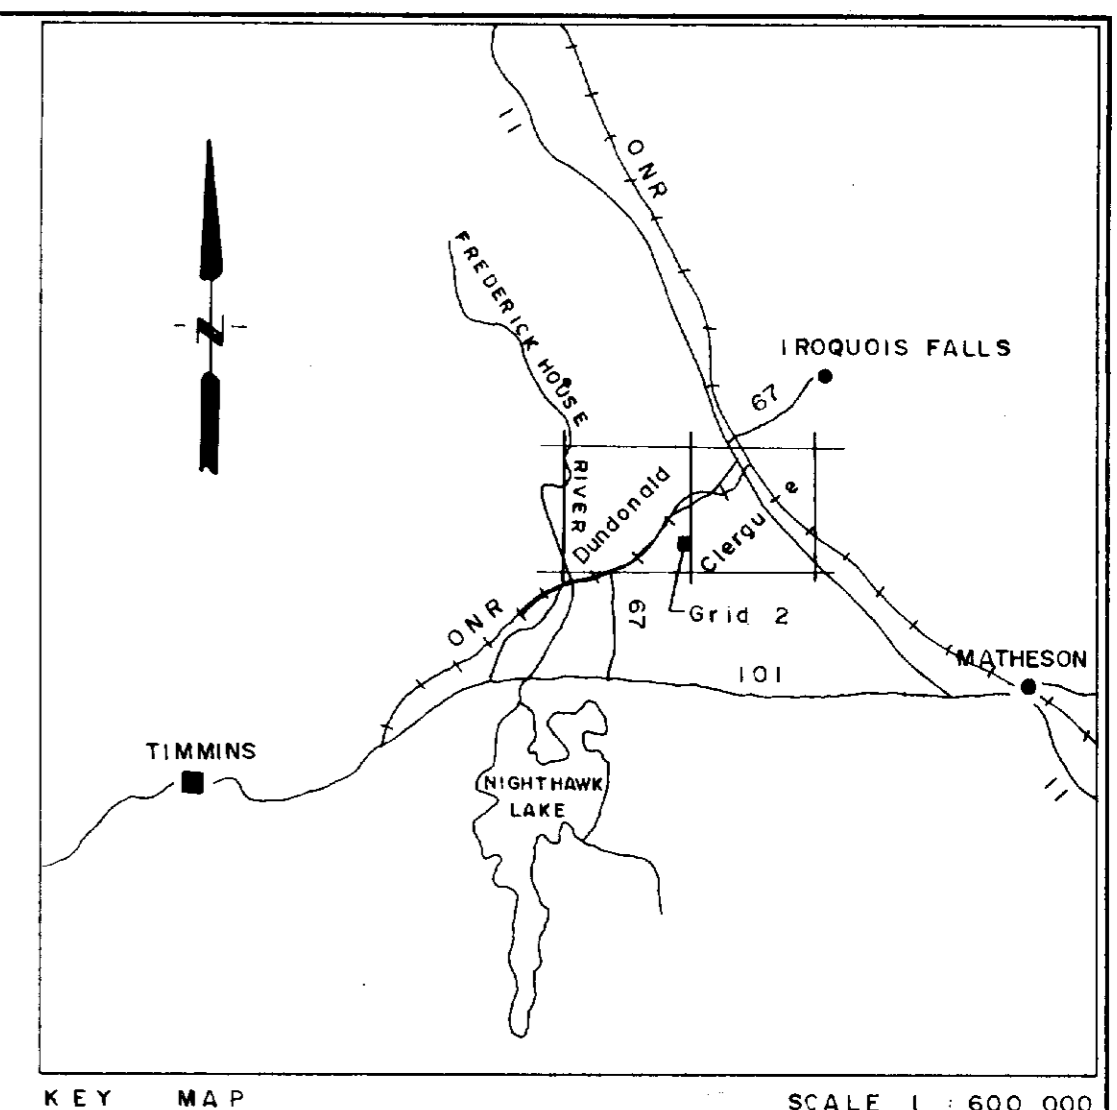 11
ONR
N
FREDERICK HOUSE
RIVER
IROQUOIS FALLS
67
Dundonald
Clergue
ONR
67
Grid 2
MATHESON
101
TIMMINS
11
NIGHTHAWK
LAKE
KEY MAP
SCALE 1 : 600 000